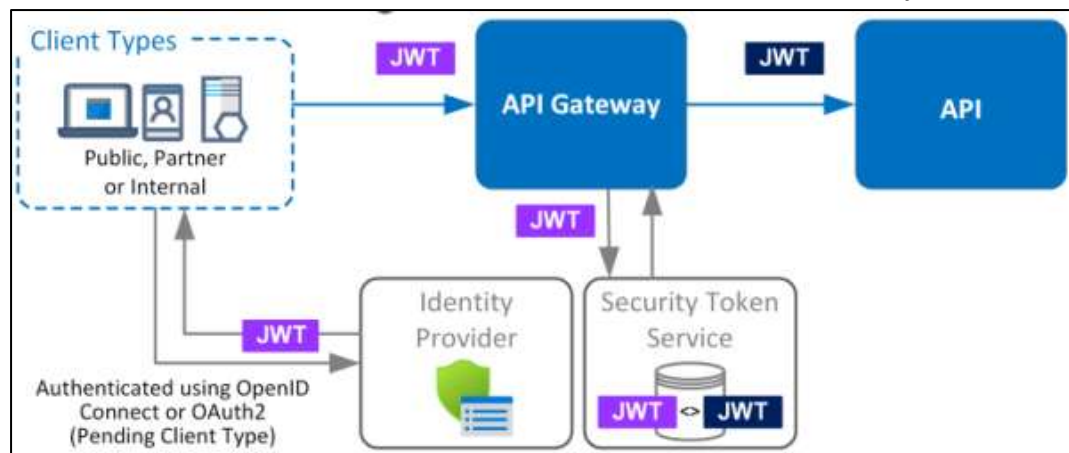 Client Types
JWT
JWT
API Gateway
API
Public, Partner
or Internal
JWT
Identity
Provider
Security Token
Service
JWT
Authenticated using OpenID
Connect or OAuth2
(Pending Client Type)
JWT <> JWT